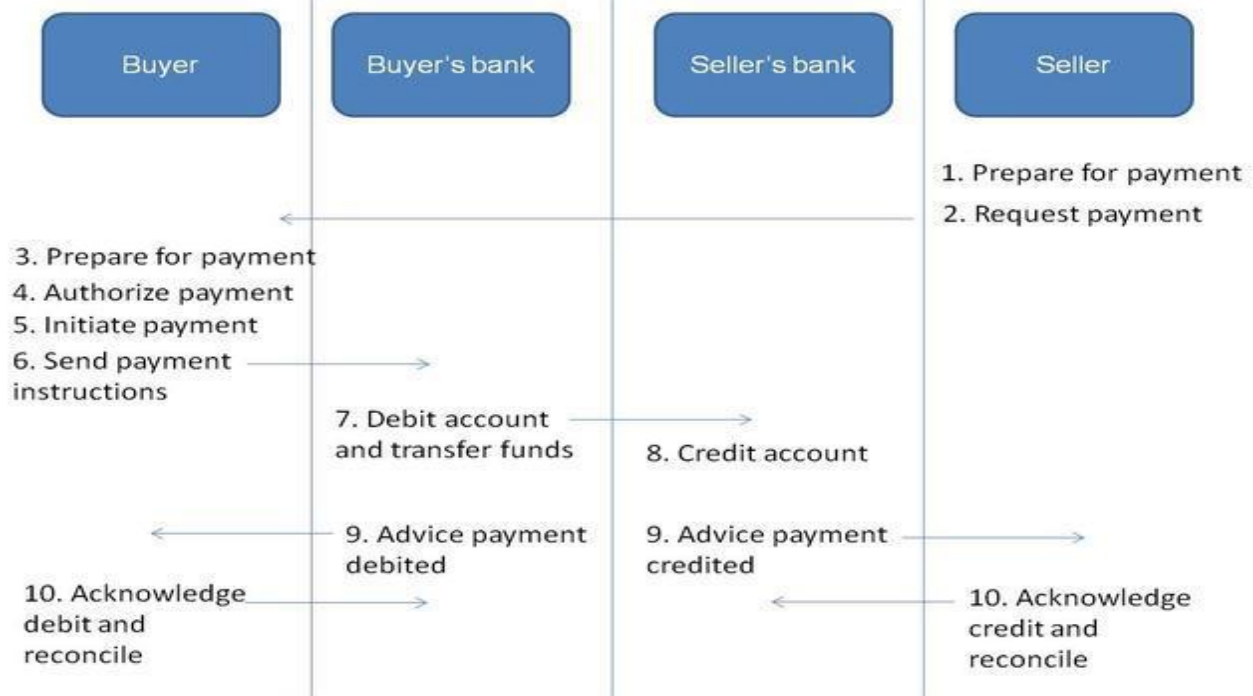 Buyer
Buyer's bank
Seller's bank
Seller
1. Prepare for payment
2. Request payment
3. Prepare for payment
4. Authorize payment
5. Initiate payment
6. Send payment
instructions
7. Debit account
and transfer funds
8. Credit account
9. Advice payment
debited
9. Advice payment
credited
10. Acknowledge
debit and
reconcile
10. Acknowledge
credit and
reconcile